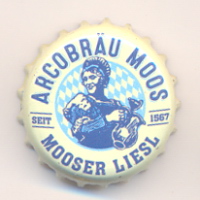 ARCOBRÄU MOOS
SEIT 1567
MOOSER LIESL